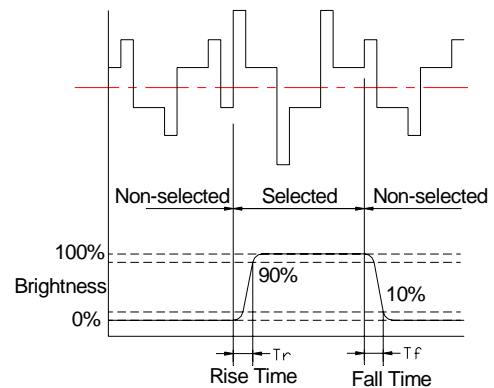 Non-selected Selected Non-selected
100%
90%
Brightness
10%
0%
Tr Tf
Rise Time Fall Time